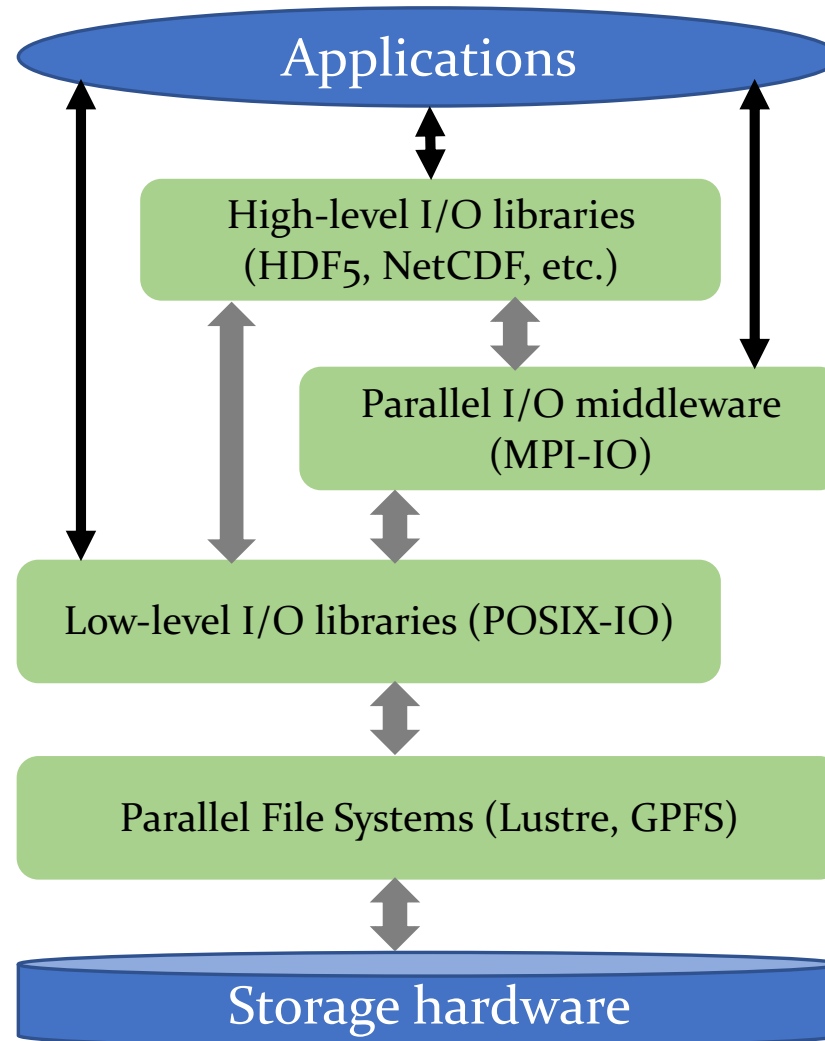 Applications
High-level I/O libraries
(HDF5, NetCDF, etc.)
Parallel I/O middleware
(MPI-IO)
Low-level I/O libraries (POSIX-IO)
Parallel File Systems (Lustre, GPFS)
Storage hardware